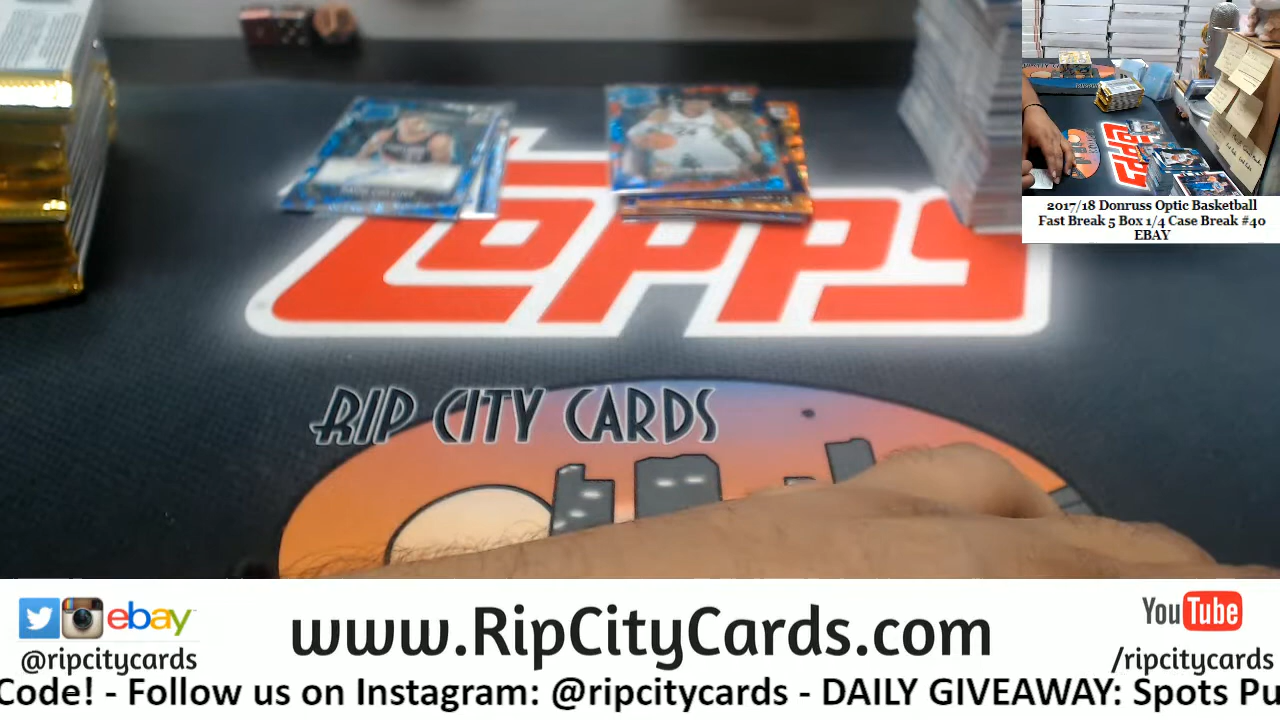 TOPPS
RIP CITY CARDS
2017/18 Donruss Optic Basketball
Fast Break 5 Box 1/4 Case Break #40
EBAY
ebay
@ripcitycards
www.RipCityCards.com
YouTube
/ripcitycards
Code! - Follow us on Instagram: @ripcitycards - DAILY GIVEAWAY: Spots Pu